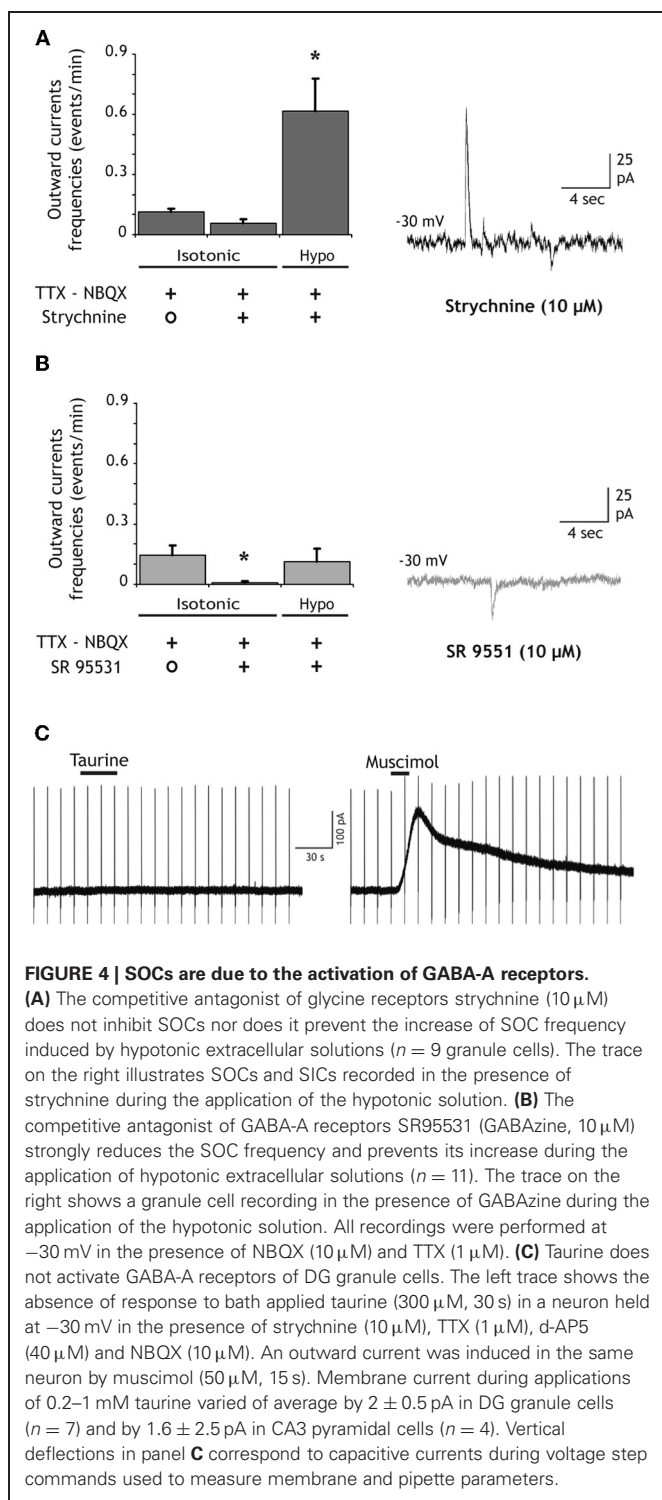 A
Outward currents
frequencies (events/min)
0.9
0.6
0.3
0
*
Isotonic
Hypo
TTX - NBQX + + +
Strychnine o + +
-30 mV
25
pA
4 sec
Strychnine (10 µM)
B
Outward currents
frequencies (events/min)
0.9
0.6
0.3
0
*
Isotonic
Hypo
TTX - NBQX + + +
SR 95531 o + +
-30 mV
25
pA
4 sec
SR 9551 (10 µM)
C
Taurine
Muscimol
30 s
100 pA
FIGURE 4 | SOCs are due to the activation of GABA-A receptors.
(A) The competitive antagonist of glycine receptors strychnine (10 µM)
does not inhibit SOCs nor does it prevent the increase of SOC frequency
induced by hypotonic extracellular solutions (n = 9 granule cells). The trace
on the right illustrates SOCs and SICs recorded in the presence of
strychnine during the application of the hypotonic solution. (B) The
competitive antagonist of GABA-A receptors SR95531 (GABAzine, 10 µM)
strongly reduces the SOC frequency and prevents its increase during the
application of hypotonic extracellular solutions (n = 11). The trace on the
right shows a granule cell recording in the presence of GABAzine during the
application of the hypotonic solution. All recordings were performed at
−30 mV in the presence of NBQX (10 µM) and TTX (1 µM). (C) Taurine does
not activate GABA-A receptors of DG granule cells. The left trace shows the
absence of response to bath applied taurine (300 µM, 30 s) in a neuron held
at −30 mV in the presence of strychnine (10 µM), TTX (1 µM), d-AP5
(40 µM) and NBQX (10 µM). An outward current was induced in the same
neuron by muscimol (50 µM, 15 s). Membrane current during applications
of 0.2–1 mM taurine varied of average by 2 ± 0.5 pA in DG granule cells
(n = 7) and by 1.6 ± 2.5 pA in CA3 pyramidal cells (n = 4). Vertical
deflections in panel C correspond to capacitive currents during voltage step
commands used to measure membrane and pipette parameters.